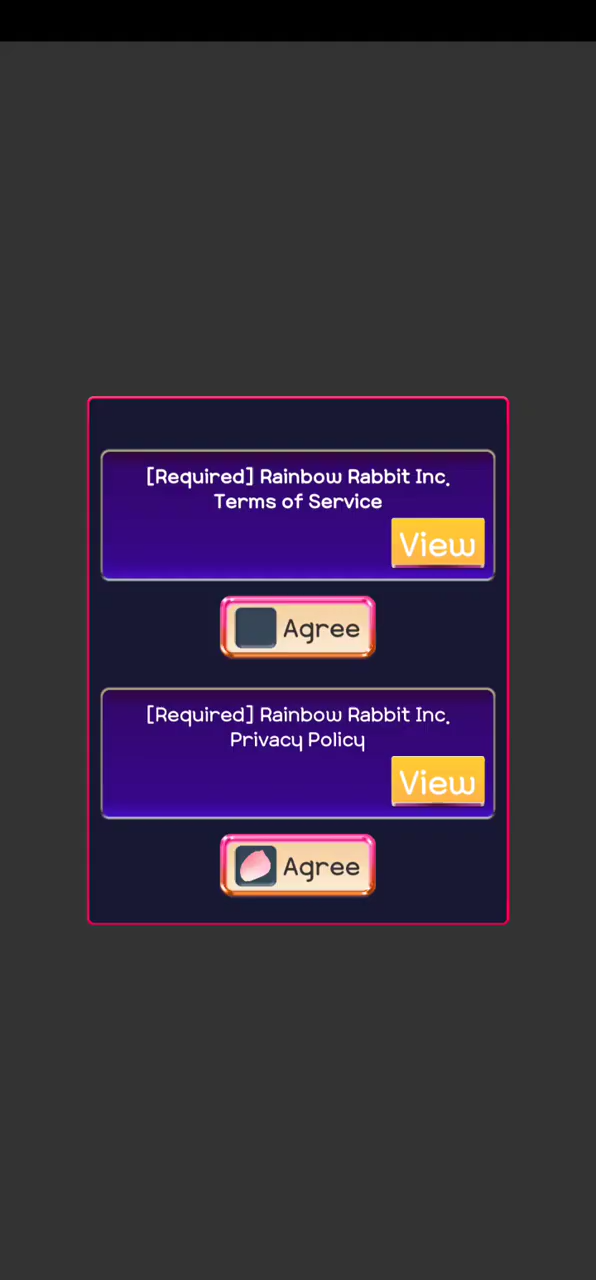 [Required] Rainbow Rabbit Inc.
Terms of Service
View
Agree
[Required] Rainbow Rabbit Inc.
Privacy Policy
View
Agree